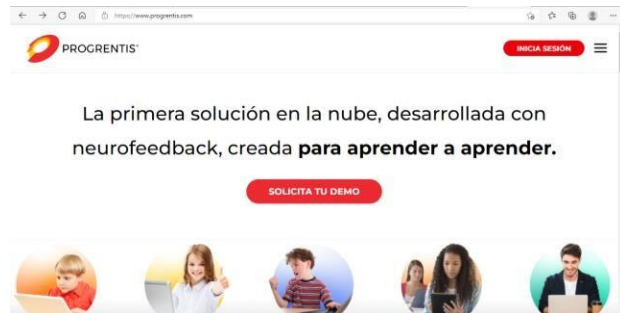 https://www.progrentis.com
PROGRENTIS
INICIA SESIÓN
La primera solución en la nube, desarrollada con
neurofeedback, creada para aprender a aprender.
SOLICITA TU DEMO